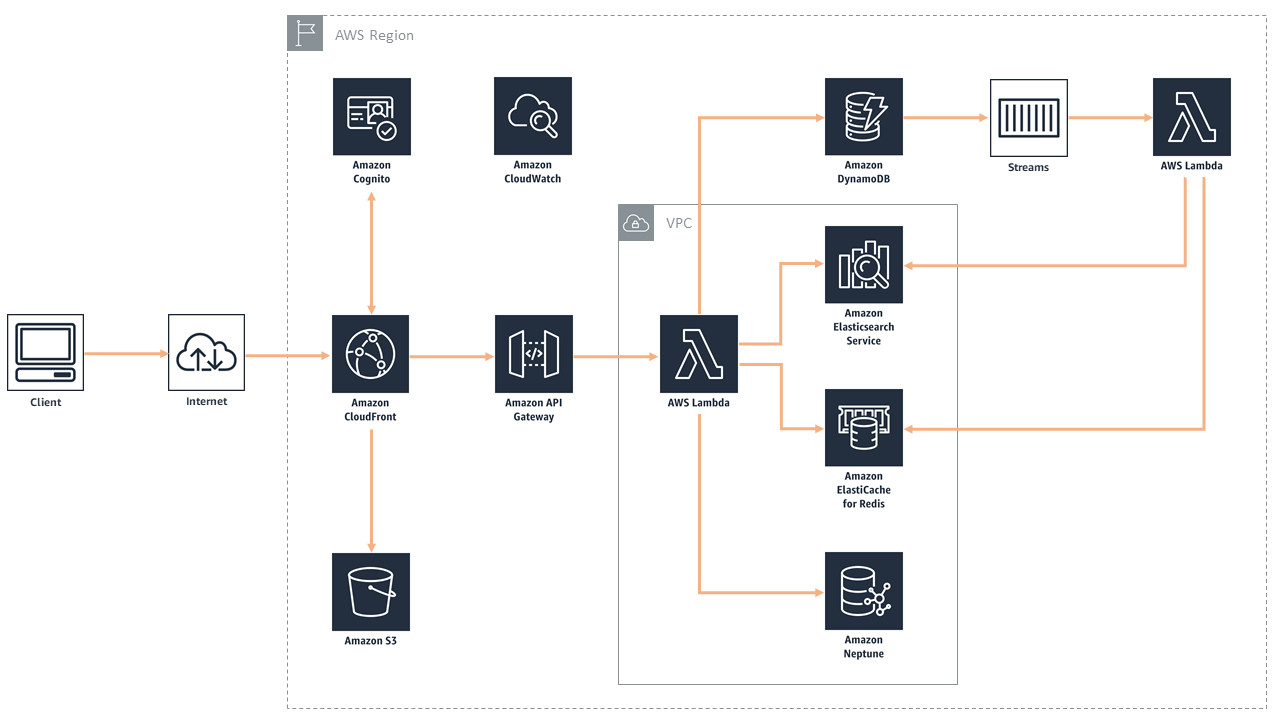 AWS Region
Amazon
Cognito
Amazon
CloudWatch
Amazon
DynamoDB
Streams
AWS Lambda
VPC
Amazon
Elasticsearch
Service
Client
Internet
Amazon
CloudFront
Amazon API
Gateway
AWS Lambda
Amazon
ElastiCache
for Redis
Amazon S3
Amazon
Neptune